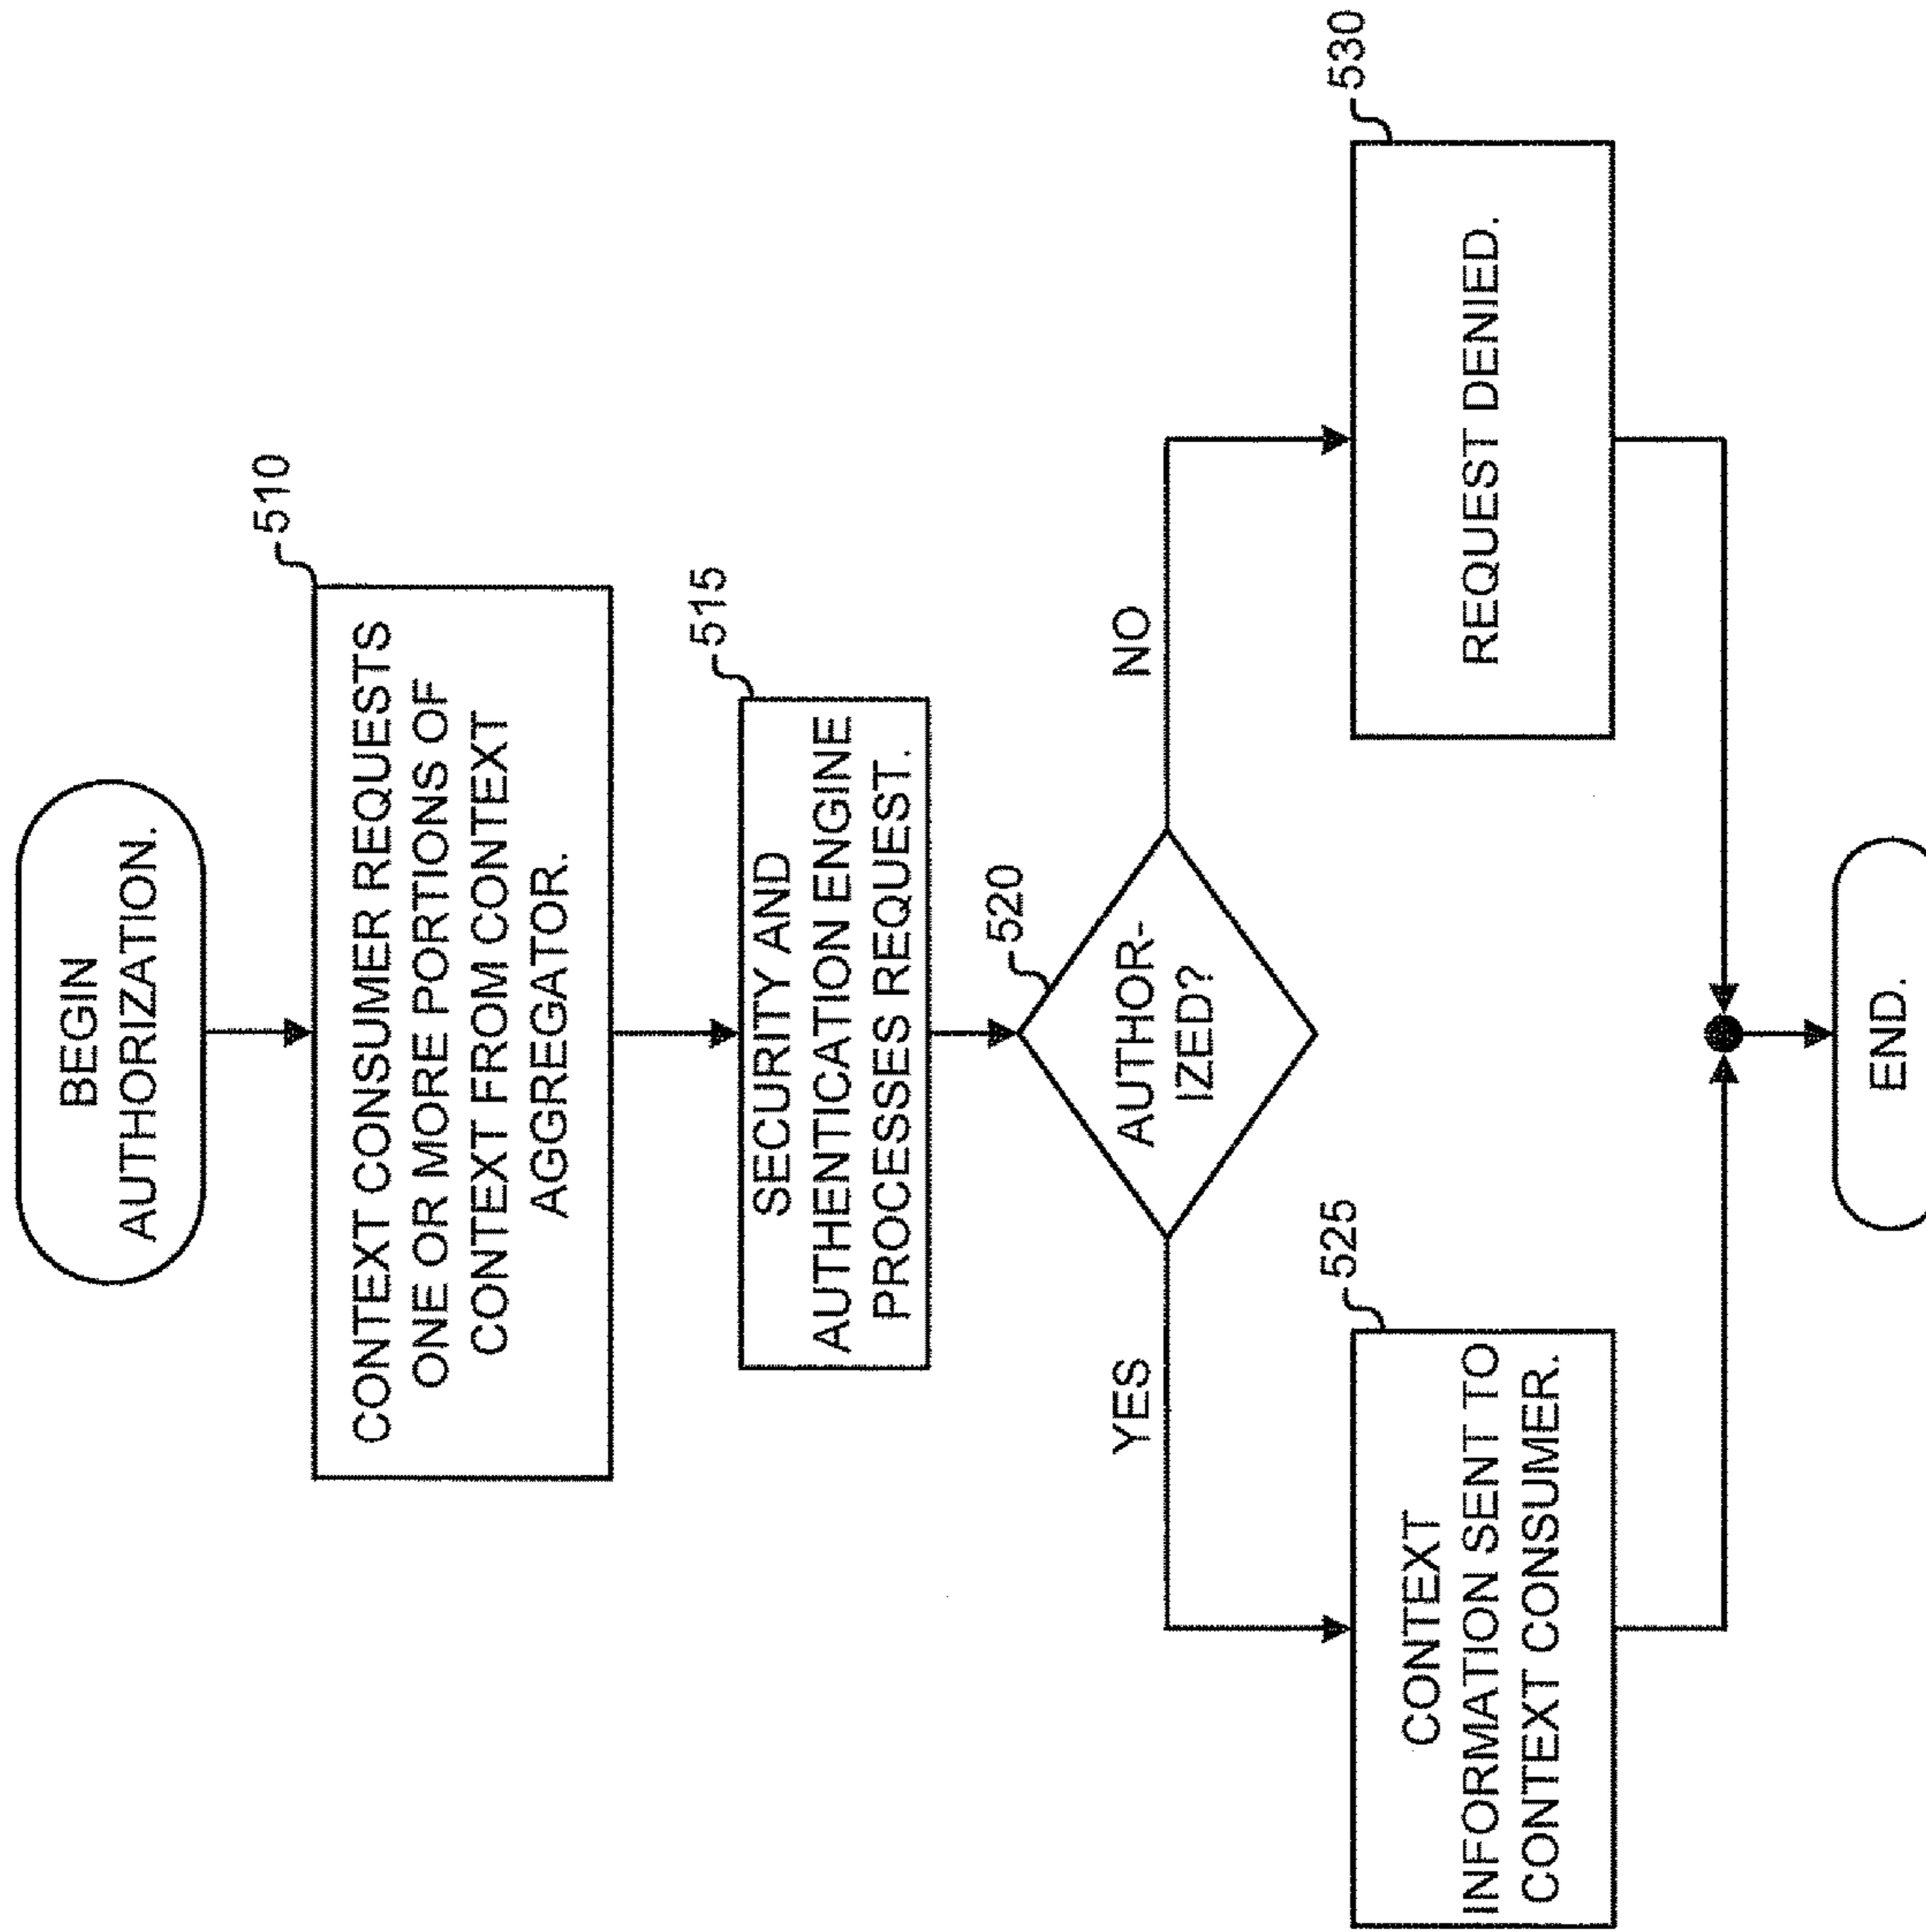 BEGIN
AUTHORIZATION.
510
CONTEXT CONSUMER REQUESTS
ONE OR MORE PORTIONS OF
CONTEXT FROM CONTEXT
AGGREGATOR.
515
SECURITY AND
AUTHENTICATION ENGINE
PROCESSES REQUEST.
520
AUTHOR-
IZED?
YES
NO
525
CONTEXT
INFORMATION SENT TO
CONTEXT CONSUMER.
530
REQUEST DENIED.
END.